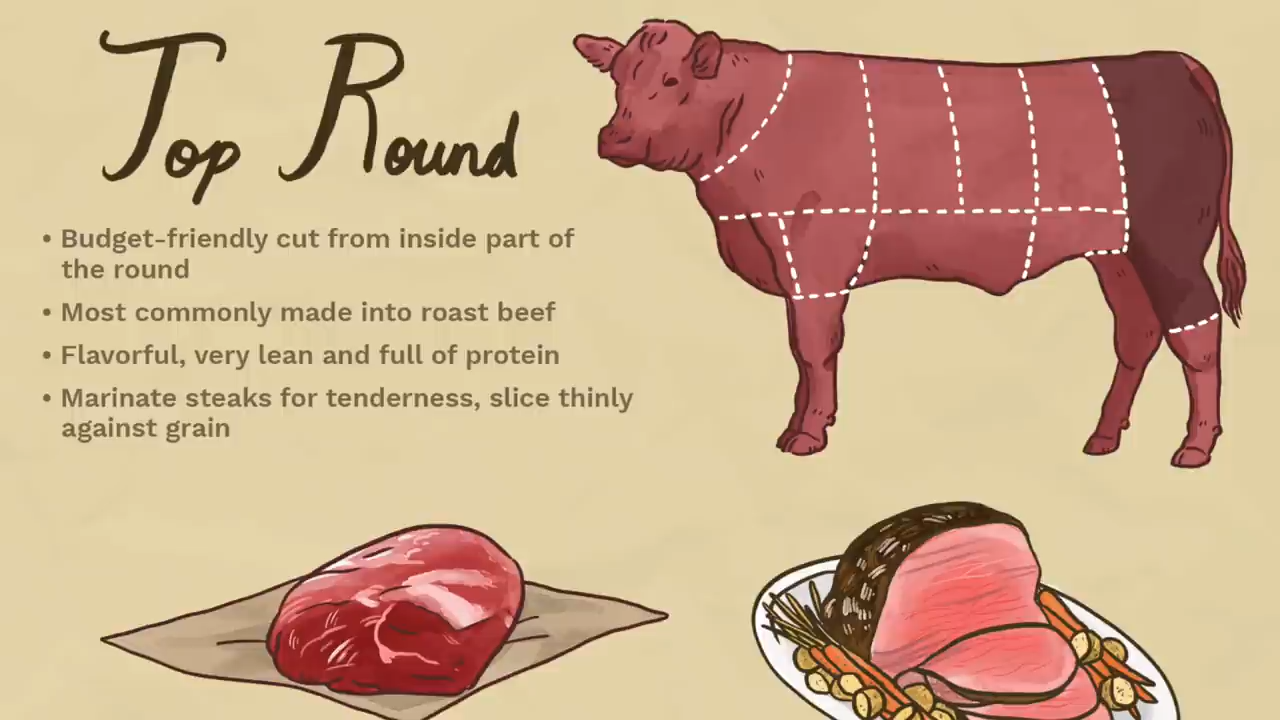 Top Round
• Budget-friendly cut from inside part of
the round
• Most commonly made into roast beef
• Flavorful, very lean and full of protein
• Marinate steaks for tenderness, slice thinly
against grain